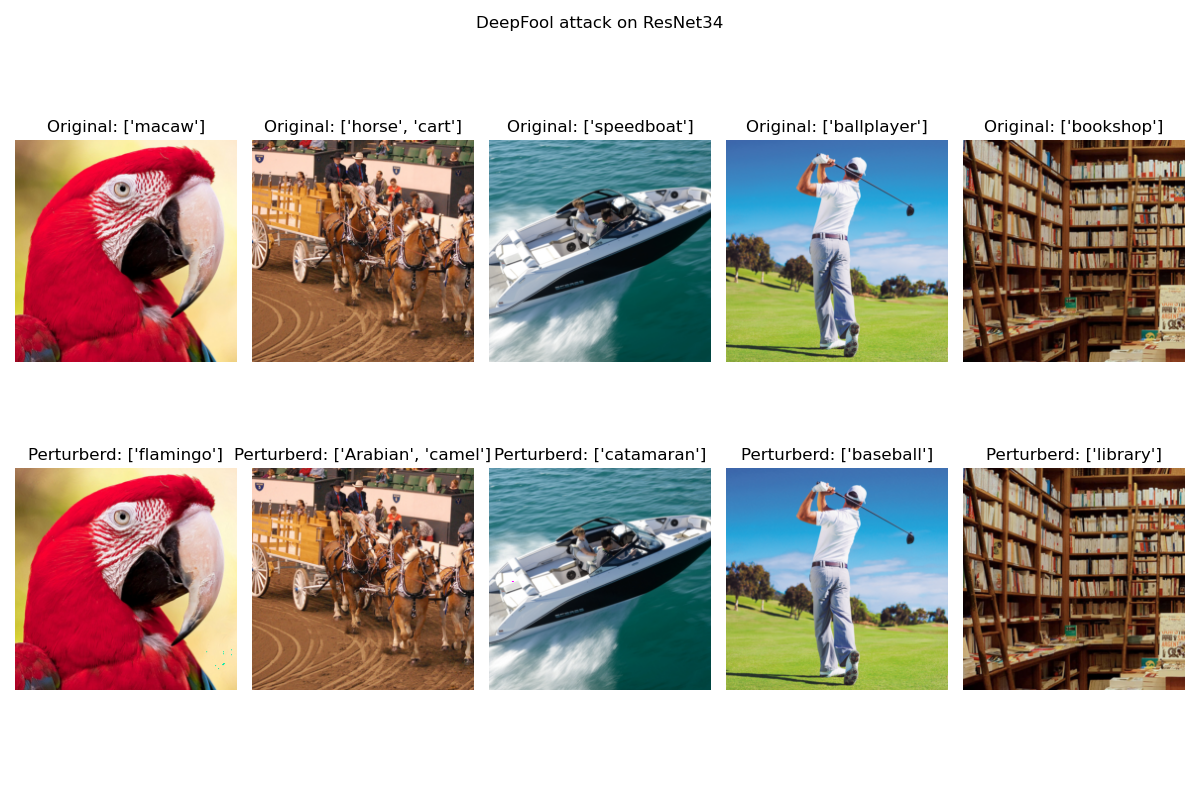 DeepFool attack on ResNet34
Original: ['macaw']
Original: ['horse', 'cart']
Original: ['speedboat']
Original: ['ballplayer']
Original: ['bookshop']
Perturberd: ['flamingo']
Perturberd: ['Arabian', 'camel']
Perturberd: ['catamaran']
Perturberd: ['baseball']
Perturberd: ['library']